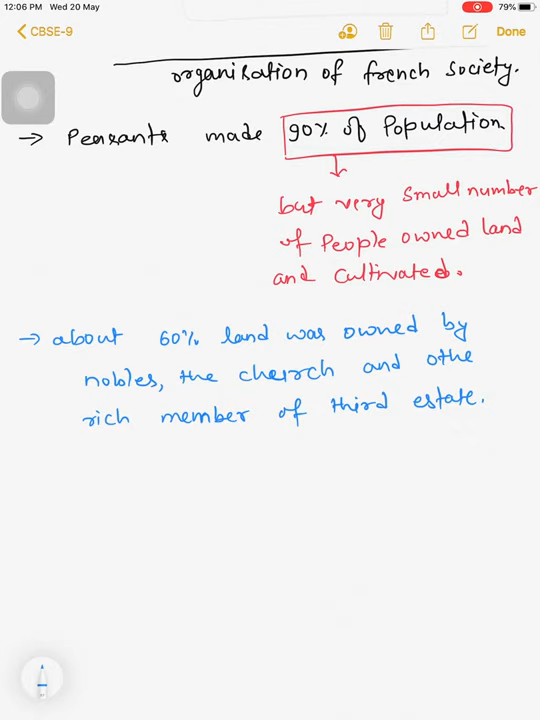 12:06 PM Wed 20 May
79%
CBSE-9
Done
organisation of french society.
→ Peasants made 90% of Population
but very small number
of People owned land
and cultivated.
→ about 60% land was owned by
nobles, the church and othe
rich member of third estate.